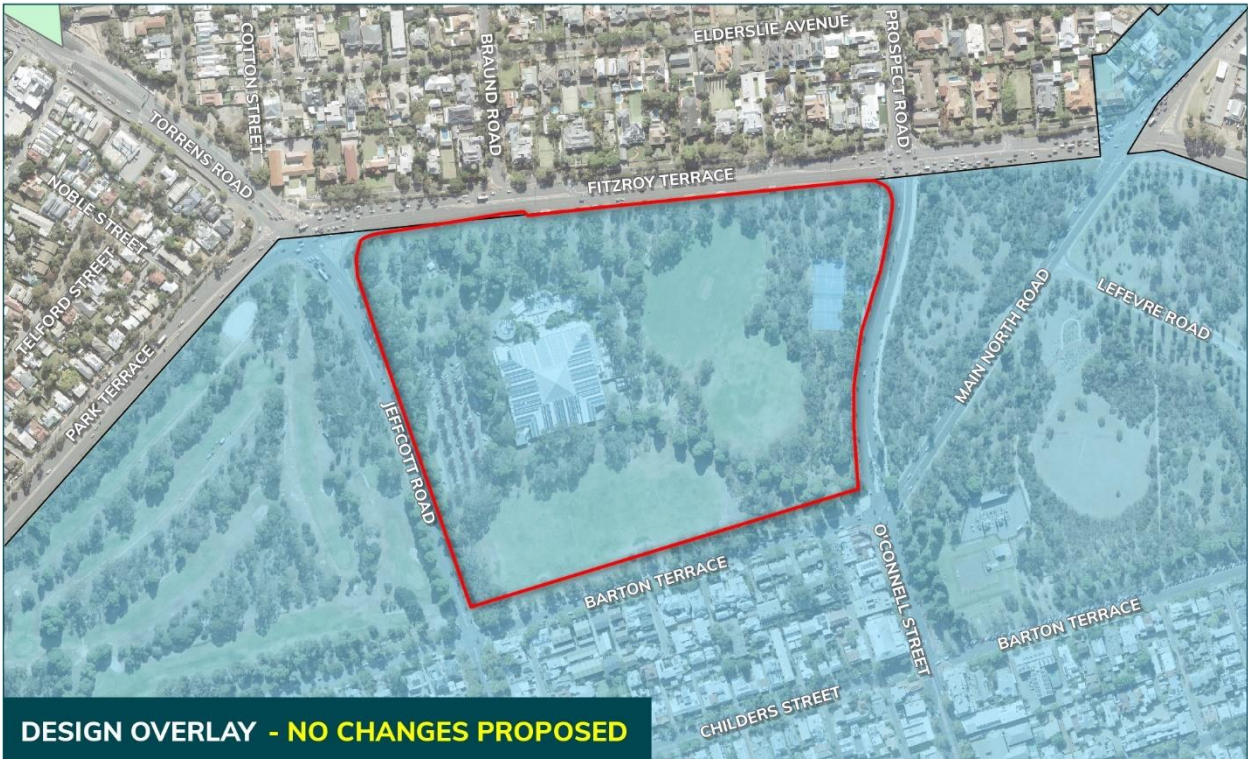 ELDERSLIE AVENUE
COTTON STREET
BRAUND ROAD
PROSPECT ROAD
TORRENS ROAD
FITZROY TERRACE
NOBLE STREET
TELFORD STREET
PARK TERRACE
LEFEVRE ROAD
MAIN NORTH ROAD
JEFFCOTT ROAD
O'CONNELL STREET
BARTON TERRACE
BARTON TERRACE
CHILDERS STREET
DESIGN OVERLAY - NO CHANGES PROPOSED